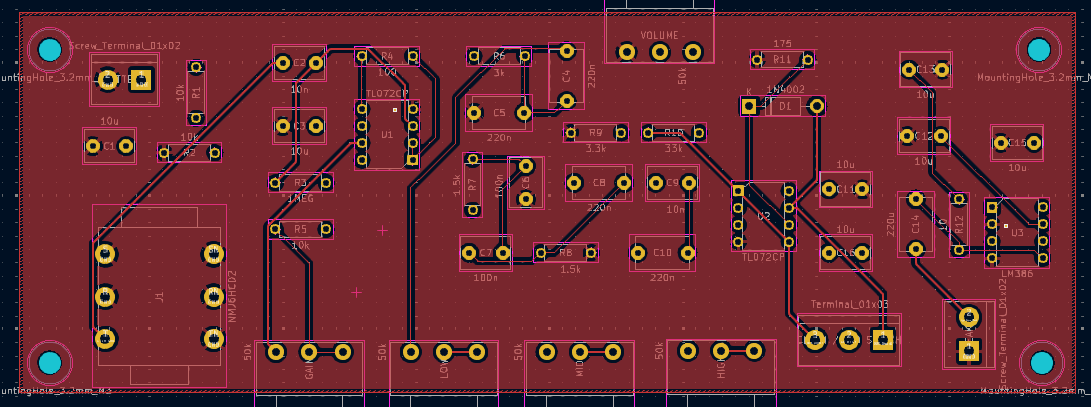 Screw_Terminal_01x02
VOLUME
50k
175
R11
1N4002
K
D1
C13
10u
MountingHole_3.2mm_M
untingHole_3.2mm_M3
R1
10k
C2
10n
R4
100
TL072CP
U1
R6
3k
C4
220n
C5
220n
10u
C1
10k
R2
C3
10u
R9
3.3k
R10
33k
C12
10u
C15
10u
R3
1MEG
R7
1.5k
C6
100n
C8
220n
C9
10n
U2
TL072CP
10u
C11
C14
220u
R12
10
U3
LM386
R5
10k
C7
100n
R8
1.5k
C10
220n
10u
C16
J1
NMJ6HCD2
Terminal_01x03
Screw_Terminal_01x02
50k
GAIN
50k
LOW
50k
MID
50k
HIGH
untingHole_3.2mm_M3
MountingHole_3.2mm_